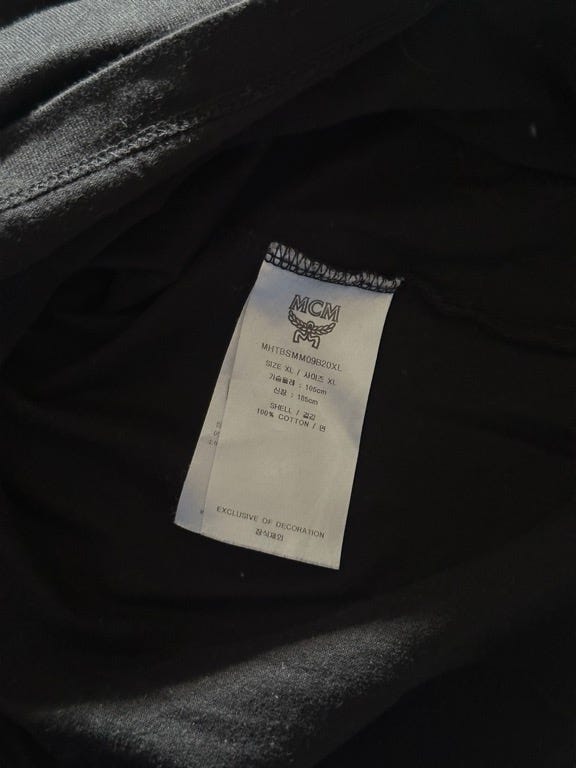 MCM
MHTBSMM09B20XL
SIZE XL / 사이즈 XL
가슴둘레 : 105cm
신장 : 185cm
SHELL / 겉감
100% COTTON / 면
EXCLUSIVE OF DECORATION
장식제외